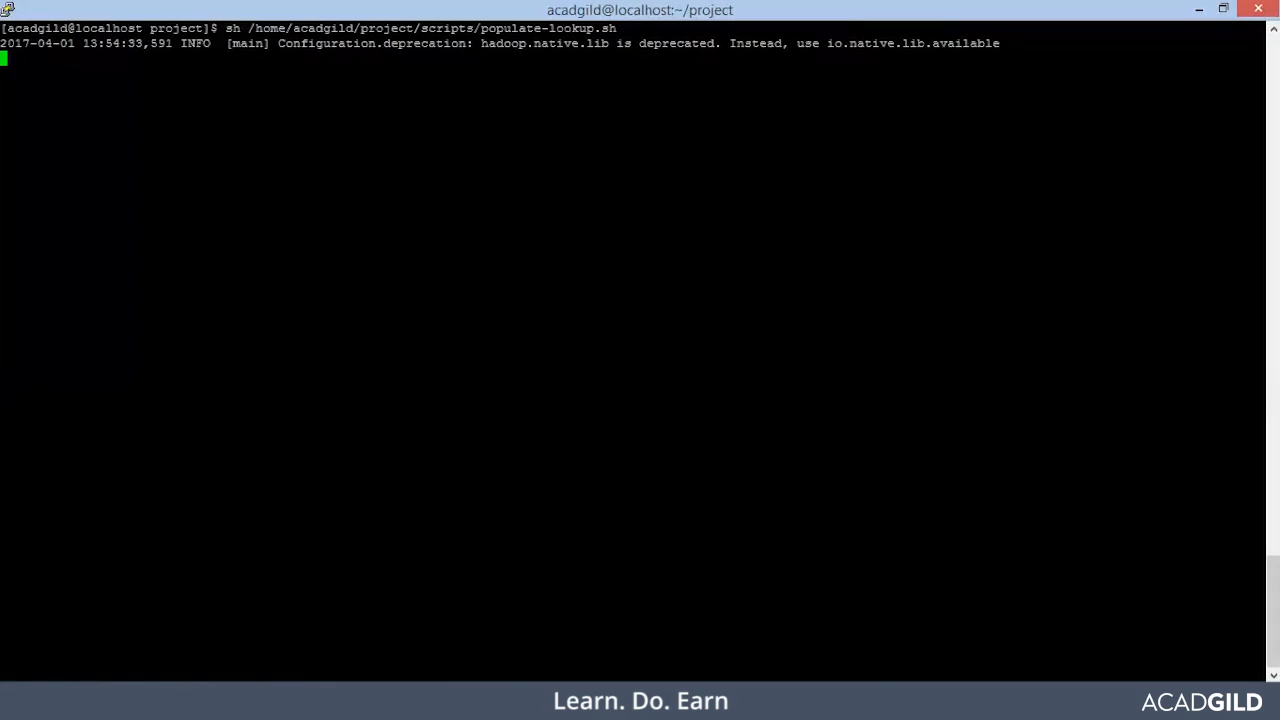 acadgild@localhost:~/project
[acadgild@localhost project]$ sh /home/acadgild/project/scripts/populate-lookup.sh
2017-04-01 13:54:33,591 INFO  [main] Configuration.deprecation: hadoop.native.lib is deprecated. Instead, use io.native.lib.available
Learn. Do. Earn
ACADGILD